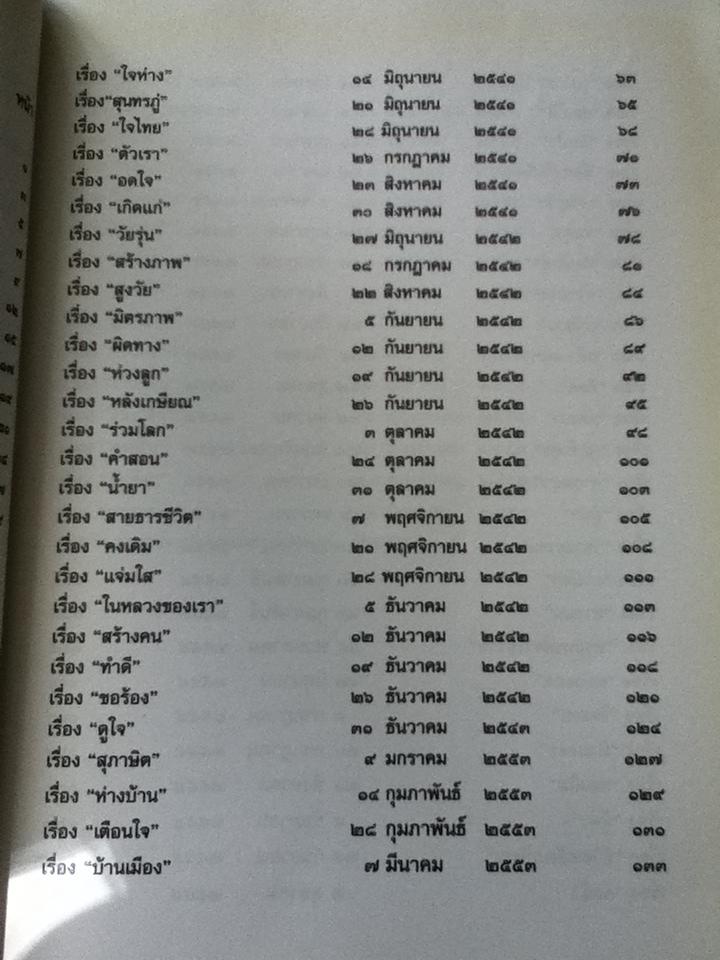 เรื่อง "ใจห่าง" ๑๔ มิถุนายน ๒๕๔๑ ๖๓
เรื่อง"สุนทรภู่" ๒๑ มิถุนายน ๒๕๔๑ ๖๕
เรื่อง "ใจไทย" ๒๘ มิถุนายน ๒๕๔๑ ๖๘
เรื่อง "ตัวเรา" ๒๖ กรกฎาคม ๒๕๔๑ ๗๑
เรื่อง "อดใจ" ๒๓ สิงหาคม ๒๕๔๑ ๗๓
เรื่อง "เกิดแก่" ๓๐ สิงหาคม ๒๕๔๑ ๗๖
เรื่อง "วัยรุ่น" ๒๗ มิถุนายน ๒๕๔๒ ๗๘
เรื่อง "สร้างภาพ" ๑๘ กรกฎาคม ๒๕๔๒ ๘๑
เรื่อง "สูงวัย" ๒๒ สิงหาคม ๒๕๔๒ ๘๔
เรื่อง "มิตรภาพ" ๕ กันยายน ๒๕๔๒ ๘๖
เรื่อง "ผิดทาง" ๑๒ กันยายน ๒๕๔๒ ๘๙
เรื่อง "ห่วงลูก" ๑๙ กันยายน ๒๕๔๒ ๙๒
เรื่อง "หลังเกษียณ" ๒๖ กันยายน ๒๕๔๒ ๙๕
เรื่อง "ร่วมโลก" ๓ ตุลาคม ๒๕๔๒ ๙๘
เรื่อง "คำสอน" ๒๔ ตุลาคม ๒๕๔๒ ๑๐๑
เรื่อง "น้ำยา" ๓๑ ตุลาคม ๒๕๔๒ ๑๐๓
เรื่อง "สายธารชีวิต" ๗ พฤศจิกายน ๒๕๔๒ ๑๐๕
เรื่อง "คงเดิม" ๒๑ พฤศจิกายน ๒๕๔๒ ๑๐๘
เรื่อง "แจ่มใส" ๒๘ พฤศจิกายน ๒๕๔๒ ๑๑๑
เรื่อง "ในหลวงของเรา" ๕ ธันวาคม ๒๕๔๒ ๑๑๓
เรื่อง "สร้างคน" ๑๒ ธันวาคม ๒๕๔๒ ๑๑๖
เรื่อง "ทำดี" ๑๙ ธันวาคม ๒๕๔๒ ๑๑๘
เรื่อง "ขอร้อง" ๒๖ ธันวาคม ๒๕๔๒ ๑๒๑
เรื่อง "ดูใจ" ๓๑ ธันวาคม ๒๕๔๓ ๑๒๔
เรื่อง "สุภาษิต" ๙ มกราคม ๒๕๕๓ ๑๒๗
เรื่อง "ห่างบ้าน" ๑๔ กุมภาพันธ์ ๒๕๕๓ ๑๒๙
เรื่อง "เตือนใจ" ๒๘ กุมภาพันธ์ ๒๕๕๓ ๑๓๑
เรื่อง "บ้านเมือง" ๗ มีนาคม ๒๕๕๓ ๑๓๓